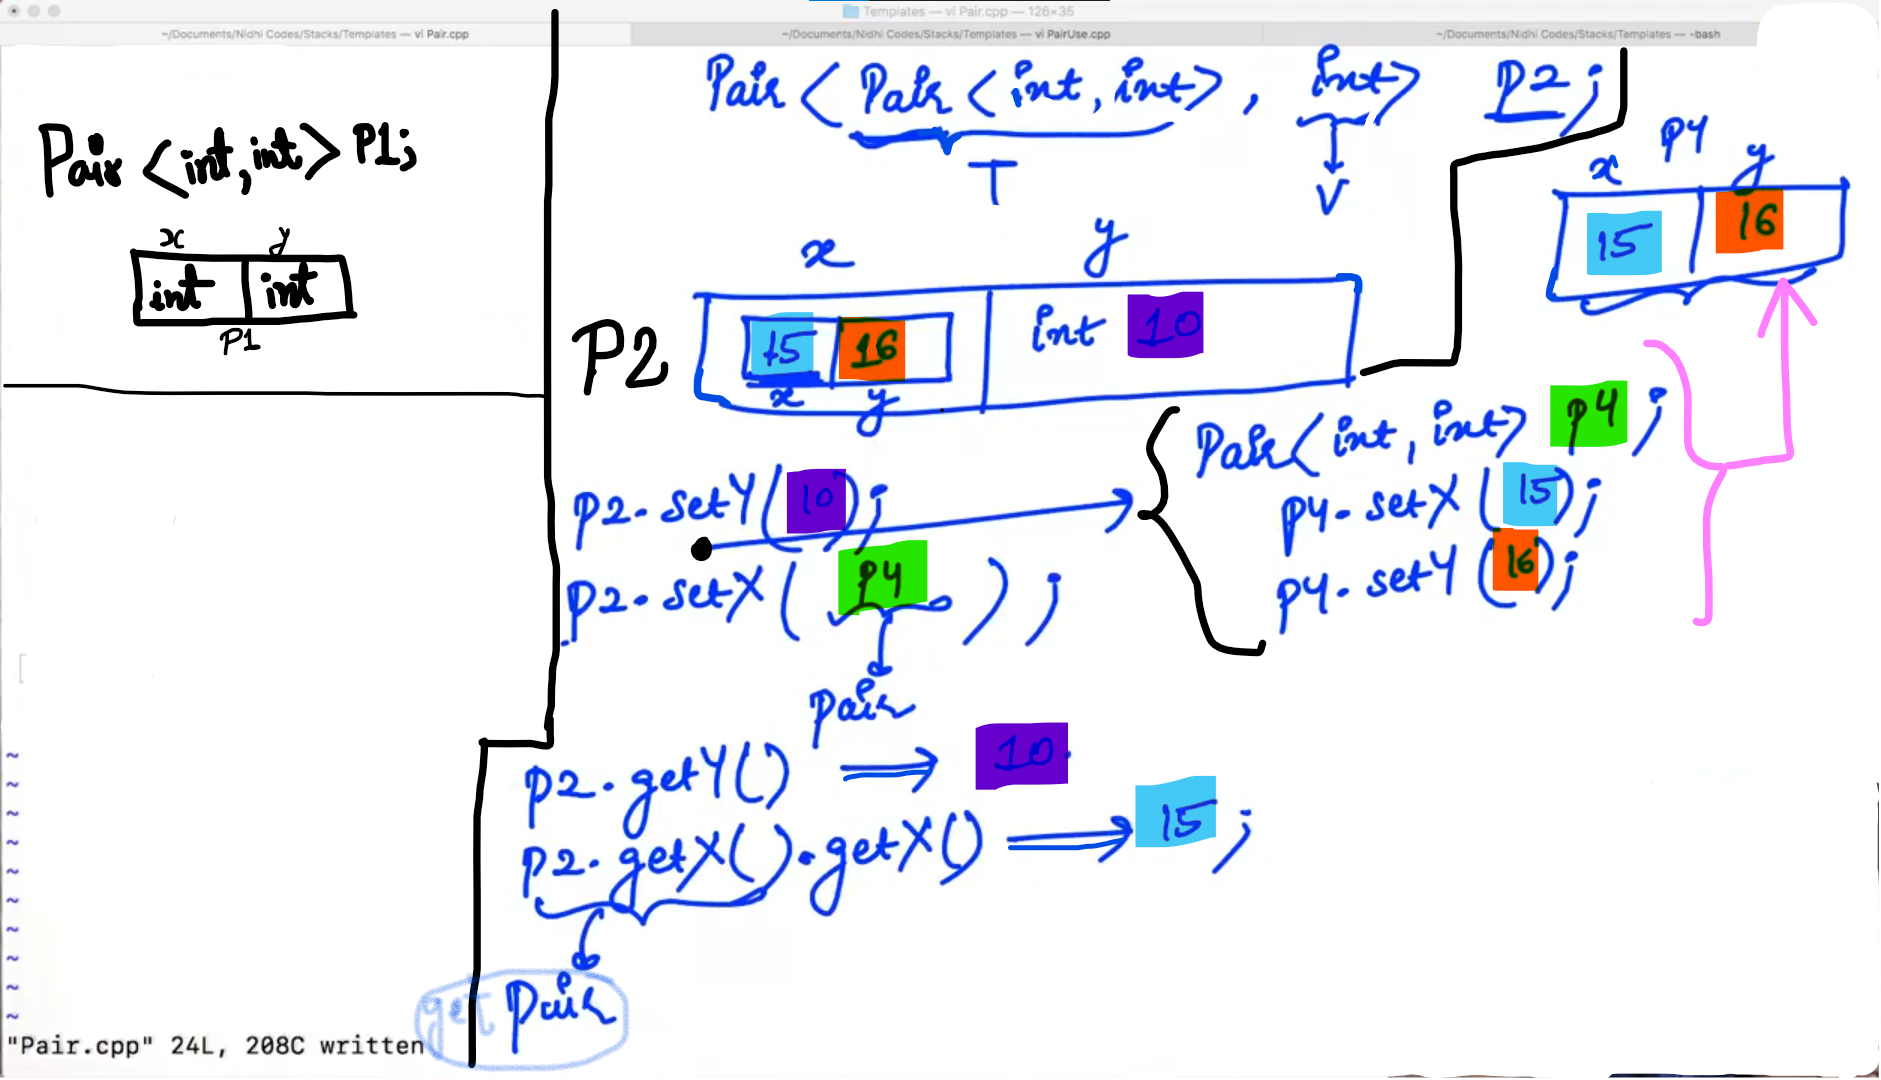 Templates — vi Pair.cpp — 126×35
~/Documents/Nidhi Codes/Stacks/Templates — vi Pair.cpp
~/Documents/Nidhi Codes/Stacks/Templates — vi PairUse.cpp
~/Documents/Nidhi Codes/Stacks/Templates — -bash
Pair <int, int> P1;
x y
int int
P1
Pair < Pair < int, int>, int> p2;
T V
x y
P2
15 16 int 10
x y
P4
x y
15 16
p2. setY(10);
p2. setX( p4 );
Pair
Pair< int, int> p4;
p4. setX (15);
p4. setY (16);
p2. getY() ⟹ 10.
p2. getX(). getX() ⟹ 15;
get Pair
~
~
~
~
~
~
~
~
~
~
"Pair.cpp" 24L, 208C written